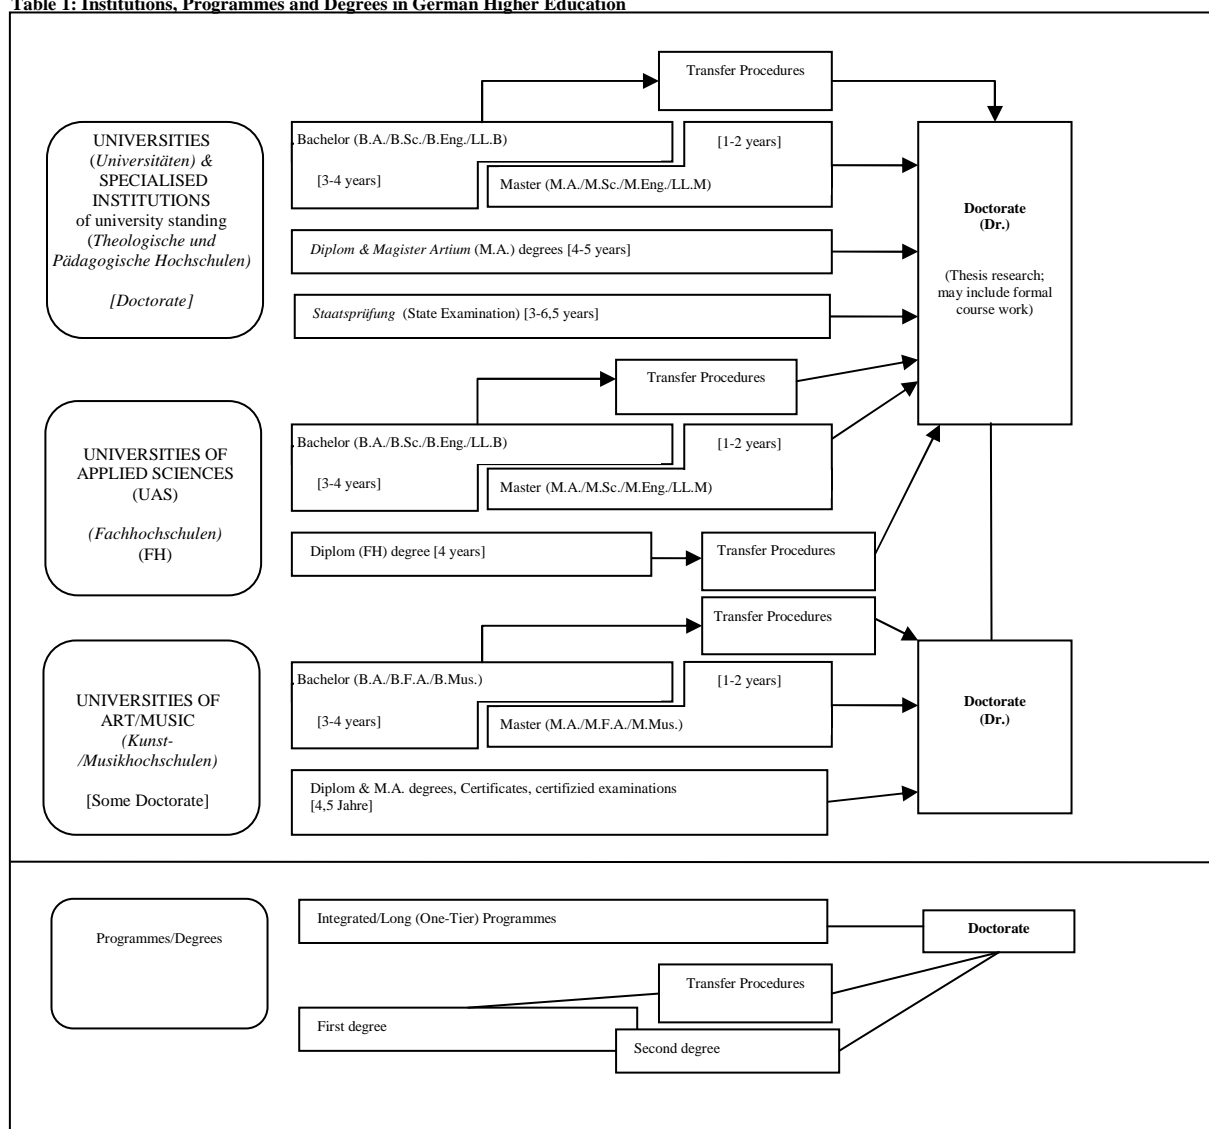 Table 1: Institutions, Programmes and Degrees in German Higher Education
Transfer Procedures
UNIVERSITIES
(Universitäten) &
SPECIALISED
INSTITUTIONS
of university standing
(Theologische und
Pädagogische Hochschulen)
[Doctorate]
Bachelor (B.A./B.Sc./B.Eng./LL.B)
[3-4 years]
[1-2 years]
Master (M.A./M.Sc./M.Eng./LL.M)
Diplom & Magister Artium (M.A.) degrees [4-5 years]
Staatsprüfung (State Examination) [3-6,5 years]
Doctorate
(Dr.)
(Thesis research;
may include formal
course work)
Transfer Procedures
UNIVERSITIES OF
APPLIED SCIENCES
(UAS)
(Fachhochschulen)
(FH)
Bachelor (B.A./B.Sc./B.Eng./LL.B)
[3-4 years]
[1-2 years]
Master (M.A./M.Sc./M.Eng./LL.M)
Diplom (FH) degree [4 years]
Transfer Procedures
Transfer Procedures
UNIVERSITIES OF
ART/MUSIC
(Kunst-
/Musikhochschulen)
[Some Doctorate]
Bachelor (B.A./B.F.A./B.Mus.)
[3-4 years]
[1-2 years]
Master (M.A./M.F.A./M.Mus.)
Diplom & M.A. degrees, Certificates, certifizied examinations
[4,5 Jahre]
Doctorate
(Dr.)
Programmes/Degrees
Integrated/Long (One-Tier) Programmes
Doctorate
Transfer Procedures
First degree
Second degree